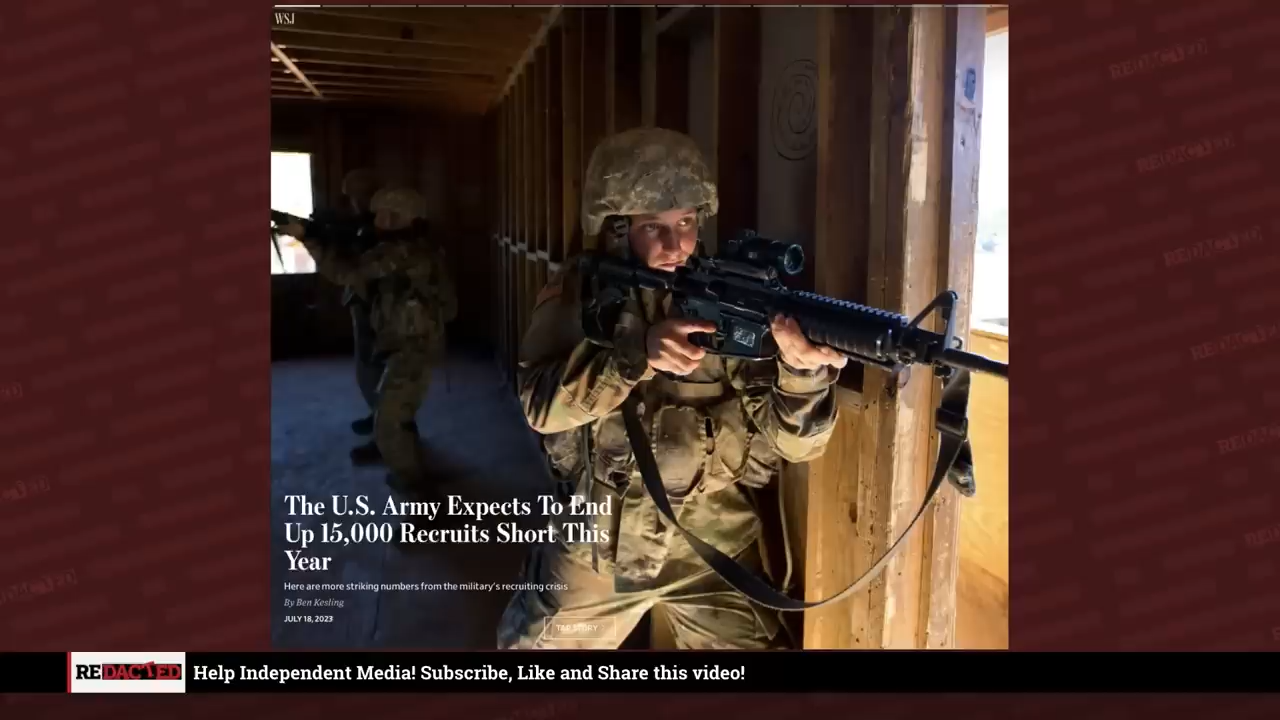 WSJ
The U.S. Army Expects To End
Up 15,000 Recruits Short This
Year
Here are more striking numbers from the military's recruiting crisis
By Ben Kesling
JULY 18, 2023
TAP STORY
REDACTED
Help Independent Media! Subscribe, Like and Share this video!